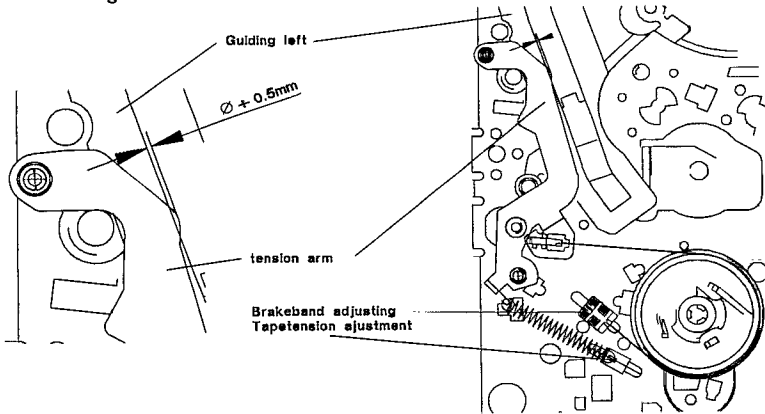 Guiding left
Ø + 0.5mm
tension arm
Brakeband adjusting
Tapetension ajustment